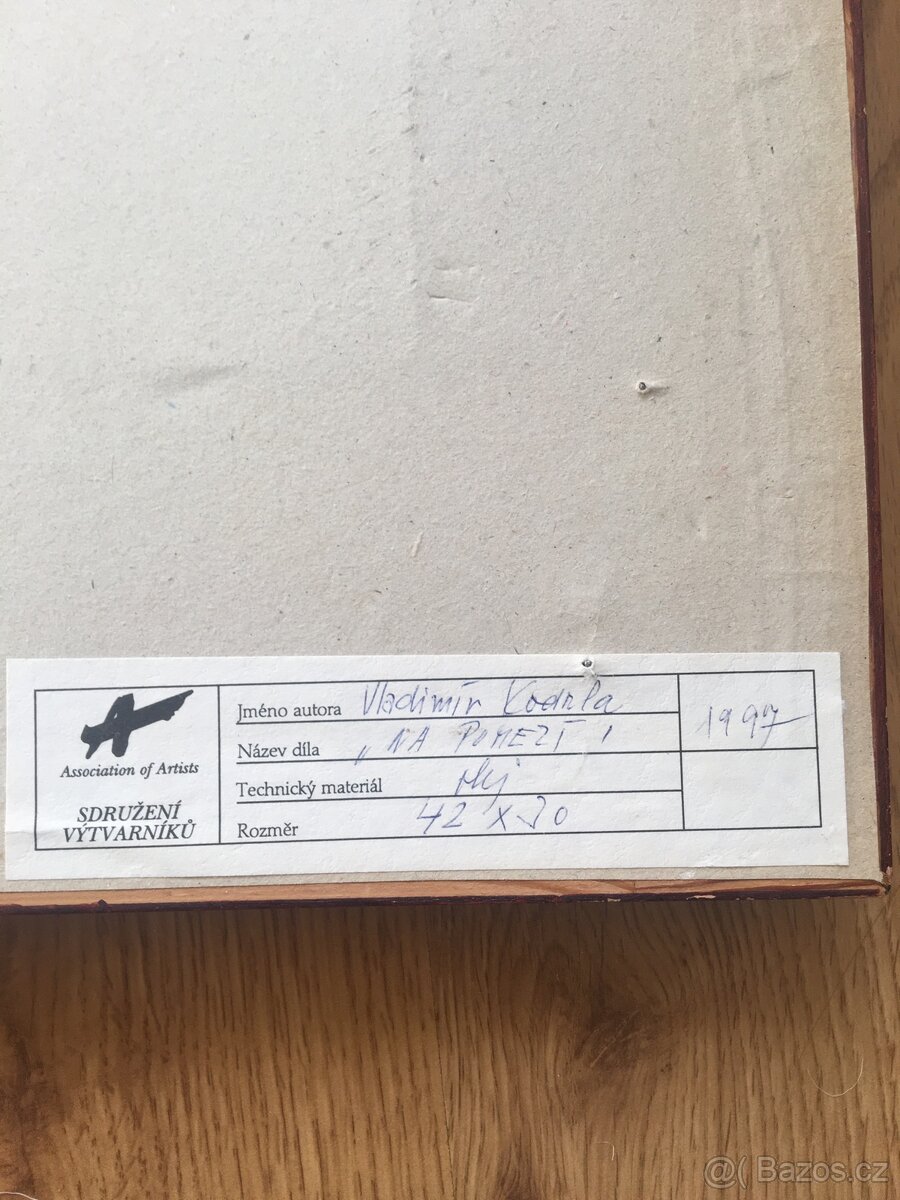 Association of Artists
SDRUŽENÍ
VÝTVARNÍKŮ
Jméno autora Vladimír
Název díla „NA POMEZÍ"
Technický materiál olej
Rozměr 42 x 30
1997
@( Bazos.cz